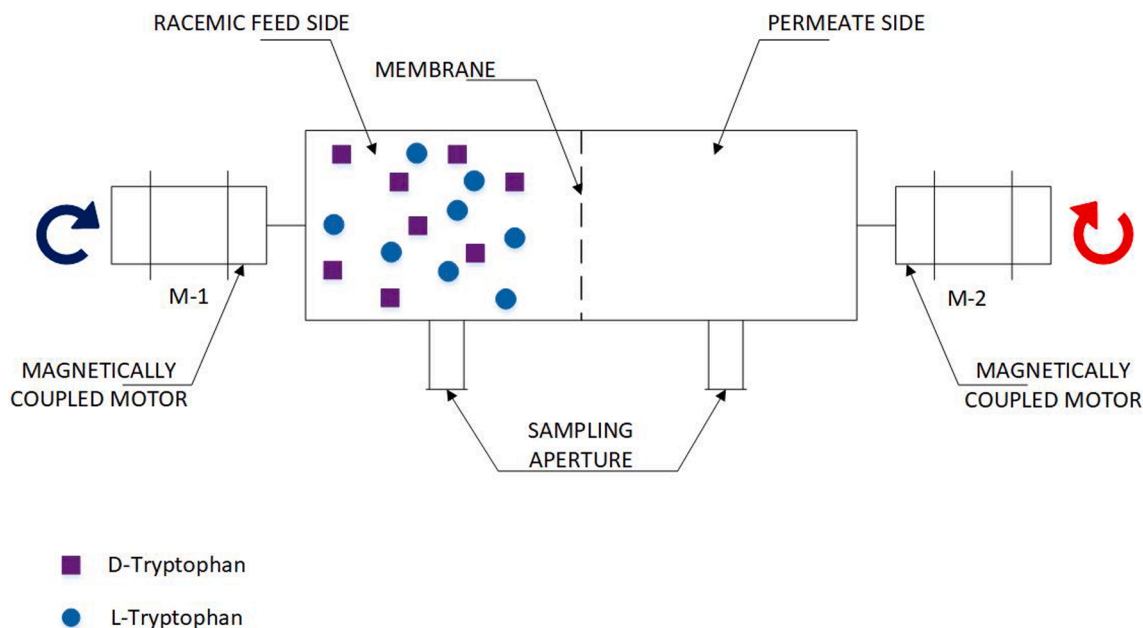 RACEMIC FEED SIDE
PERMEATE SIDE
MEMBRANE
M-1
M-2
MAGNETICALLY
COUPLED MOTOR
MAGNETICALLY
COUPLED MOTOR
SAMPLING
APERTURE
D-Tryptophan
L-Tryptophan